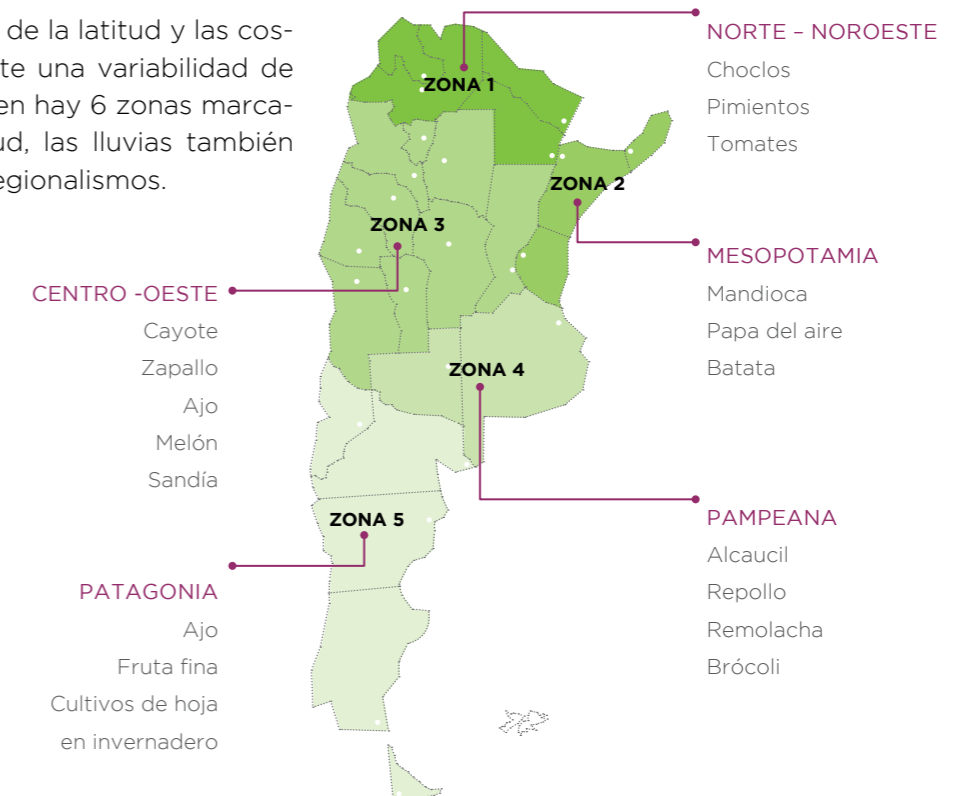 de la latitud y las cos-
te una variabilidad de
en hay 6 zonas marca-
ud, las lluvias también
egionalismos.
ZONA 1
NORTE – NOROESTE
Choclos
Pimientos
Tomates
ZONA 2
MESOPOTAMIA
Mandioca
Papa del aire
Batata
ZONA 3
CENTRO -OESTE
Cayote
Zapallo
Ajo
Melón
Sandía
ZONA 4
PAMPEANA
Alcaucil
Repollo
Remolacha
Brócoli
ZONA 5
PATAGONIA
Ajo
Fruta fina
Cultivos de hoja
en invernadero